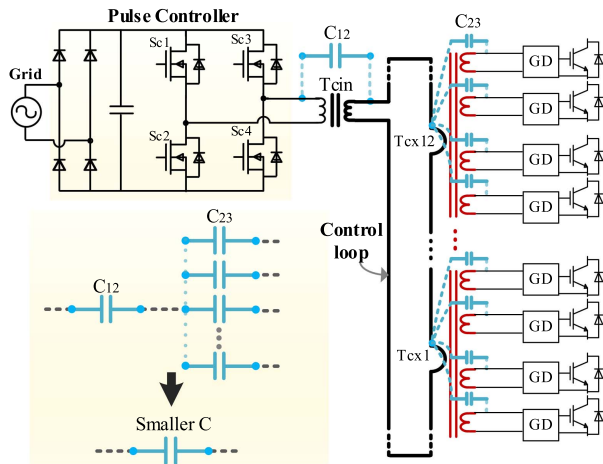 Pulse Controller
Grid
Sc1
Sc3
Sc2
Sc4
C12
Tcin
C23
Tcx12
GD
GD
GD
GD
Control
loop
Tcx1
GD
GD
GD
GD
C23
C12
Smaller C